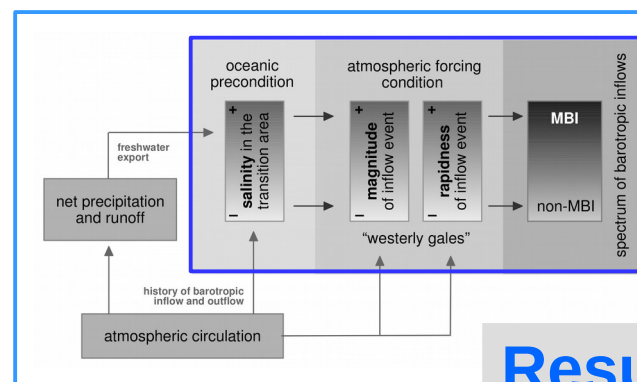 oceanic
precondition
atmospheric forcing
condition
spectrum of barotropic inflows
+
–
salinity in the
transition area
+
–
magnitude
of inflow event
+
–
rapidness
of inflow event
MBI
non-MBI
"westerly gales"
freshwater
export
net precipitation
and runoff
history of barotropic
inflow and outflow
atmospheric circulation
Resu